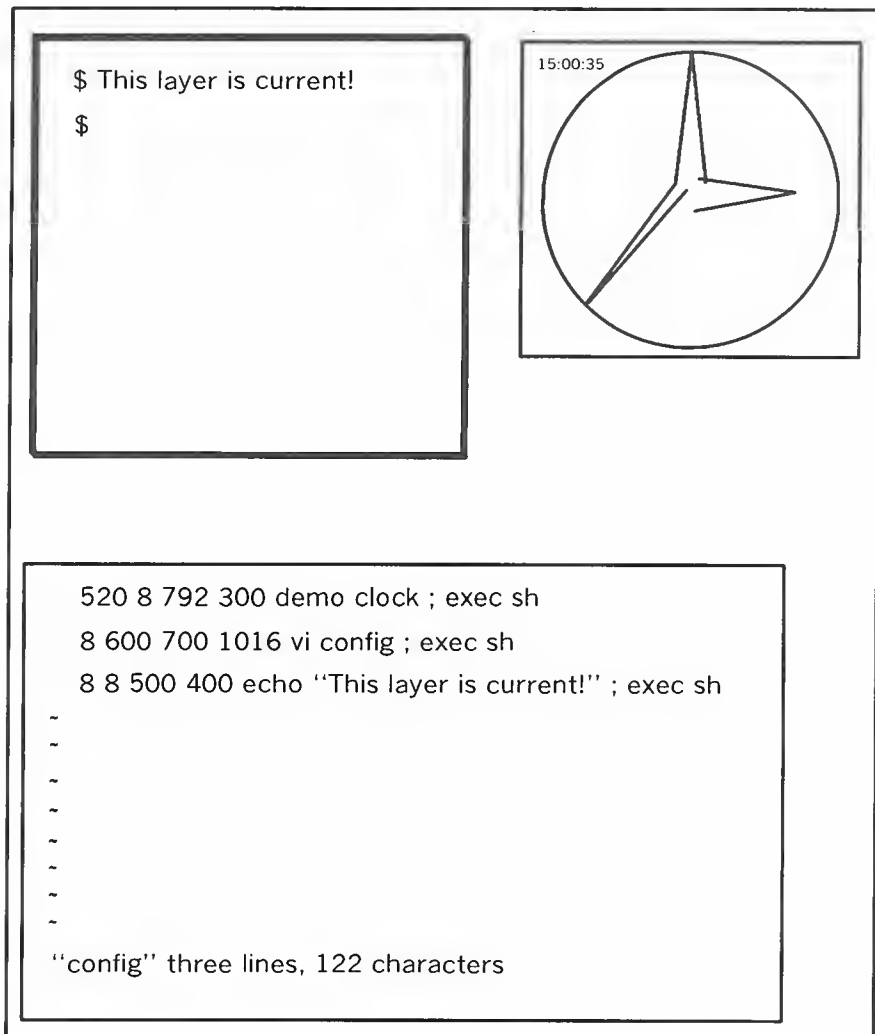 $ This layer is current!
$
15:00:35
520 8 792 300 demo clock ; exec sh
8 600 700 1016 vi config ; exec sh
8 8 500 400 echo ‘‘This layer is current!’’ ; exec sh
~
~
~
~
~
~
~
~
‘‘config’’ three lines, 122 characters